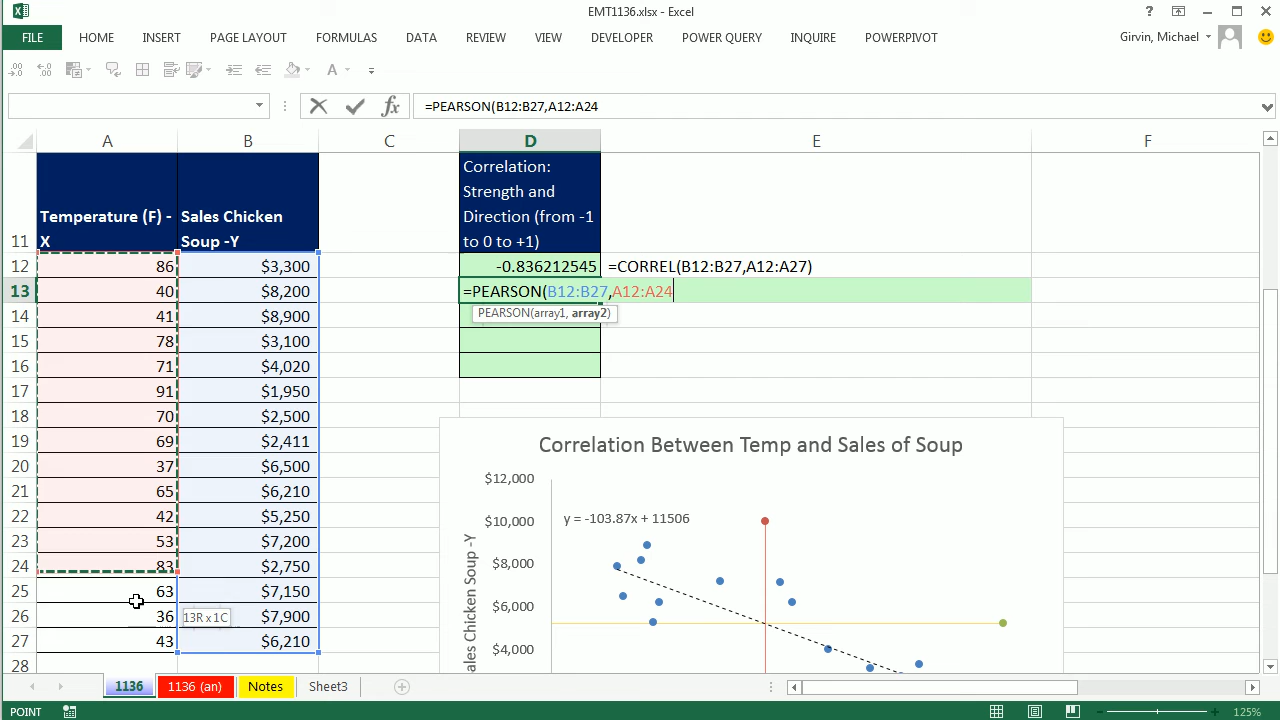 EMT1136.xlsx - Excel
FILE HOME INSERT PAGE LAYOUT FORMULAS DATA REVIEW VIEW DEVELOPER POWER QUERY INQUIRE POWERPIVOT Girvin, Michael
=PEARSON(B12:B27,A12:A24
A B C D E F
11 Temperature (F) - X Sales Chicken Soup -Y Correlation: Strength and Direction (from -1 to 0 to +1)
12 86 $3,300 -0.836212545 =CORREL(B12:B27,A12:A27)
13 40 $8,200 =PEARSON(B12:B27,A12:A24
PEARSON(array1, array2)
14 41 $8,900
15 78 $3,100
16 71 $4,020
17 91 $1,950
18 70 $2,500
19 69 $2,411
20 37 $6,500
21 65 $6,210
22 42 $5,250
23 53 $7,200
24 83 $2,750
25 63 $7,150
26 36 $7,900
13R x 1C
27 43 $6,210
28
Correlation Between Temp and Sales of Soup
$12,000
y = -103.87x + 11506
$10,000
$8,000
$6,000
$4,000
Sales Chicken Soup -Y
1136 1136 (an) Notes Sheet3
POINT 125%